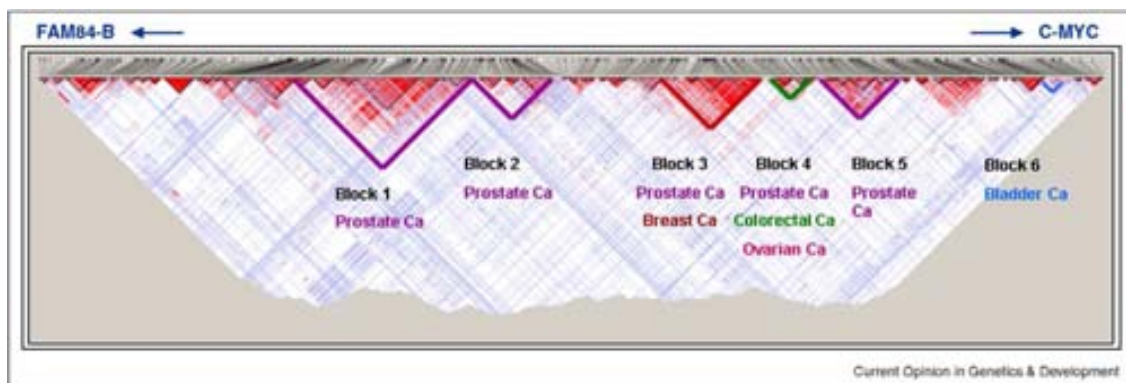 FAM84-B
C-MYC
Block 1
Prostate Ca
Block 2
Prostate Ca
Block 3
Prostate Ca
Breast Ca
Block 4
Prostate Ca
Colorectal Ca
Ovarian Ca
Block 5
Prostate
Ca
Block 6
Bladder Ca
Current Opinion in Genetics & Development